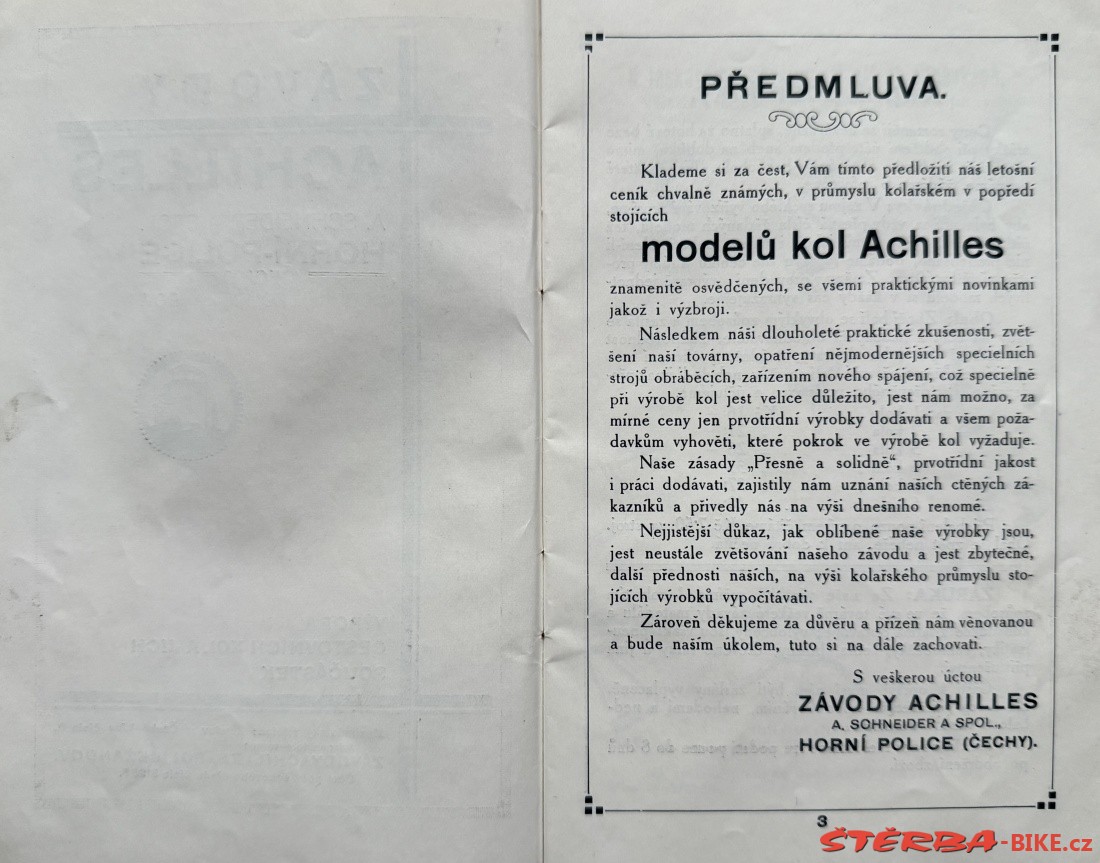 PŘEDMLUVA.
Klademe si za čest, Vám tímto předložiti náš letošní
ceník chvalně známých, v průmyslu kolařském v popředí
stojících
modelů kol Achilles
znamenitě osvědčených, se všemi praktickými novinkami
jakož i výzbroji.
Následkem náší dlouholeté praktické zkušenosti, zvět-
šení naší továrny, opatření nějmodernějších specielních
strojů obráběcích, zařízením nového spájení, což specielně
při výrobě kol jest velice důležito, jest nám možno, za
mírné ceny jen prvotřídní výrobky dodávati a všem poža-
davkům vyhověti, které pokrok ve výrobě kol vyžaduje.
Naše zásady „Přesně a solidně“, prvotřídní jakost
i práci dodávati, zajistily nám uznání naších ctěných zá-
kazníků a přivedly nás na výši dnešního renomé.
Nejjistější důkaz, jak oblíbené naše výrobky jsou,
jest neustále zvětšování našeho závodu a jest zbytečné,
další přednosti naších, na výši kolařského průmyslu sto-
jících výrobků vypočítávati.
Zároveň děkujeme za důvěru a přízeň nám věnovanou
a bude naším úkolem, tuto si na dále zachovati.
S veškerou úctou
ZÁVODY ACHILLES
A. SCHNEIDER A SPOL.,
HORNÍ POLICE (ČECHY).
3
ŠTĚRBA-BIKE.cz
ZÁVODY
ACHILLES